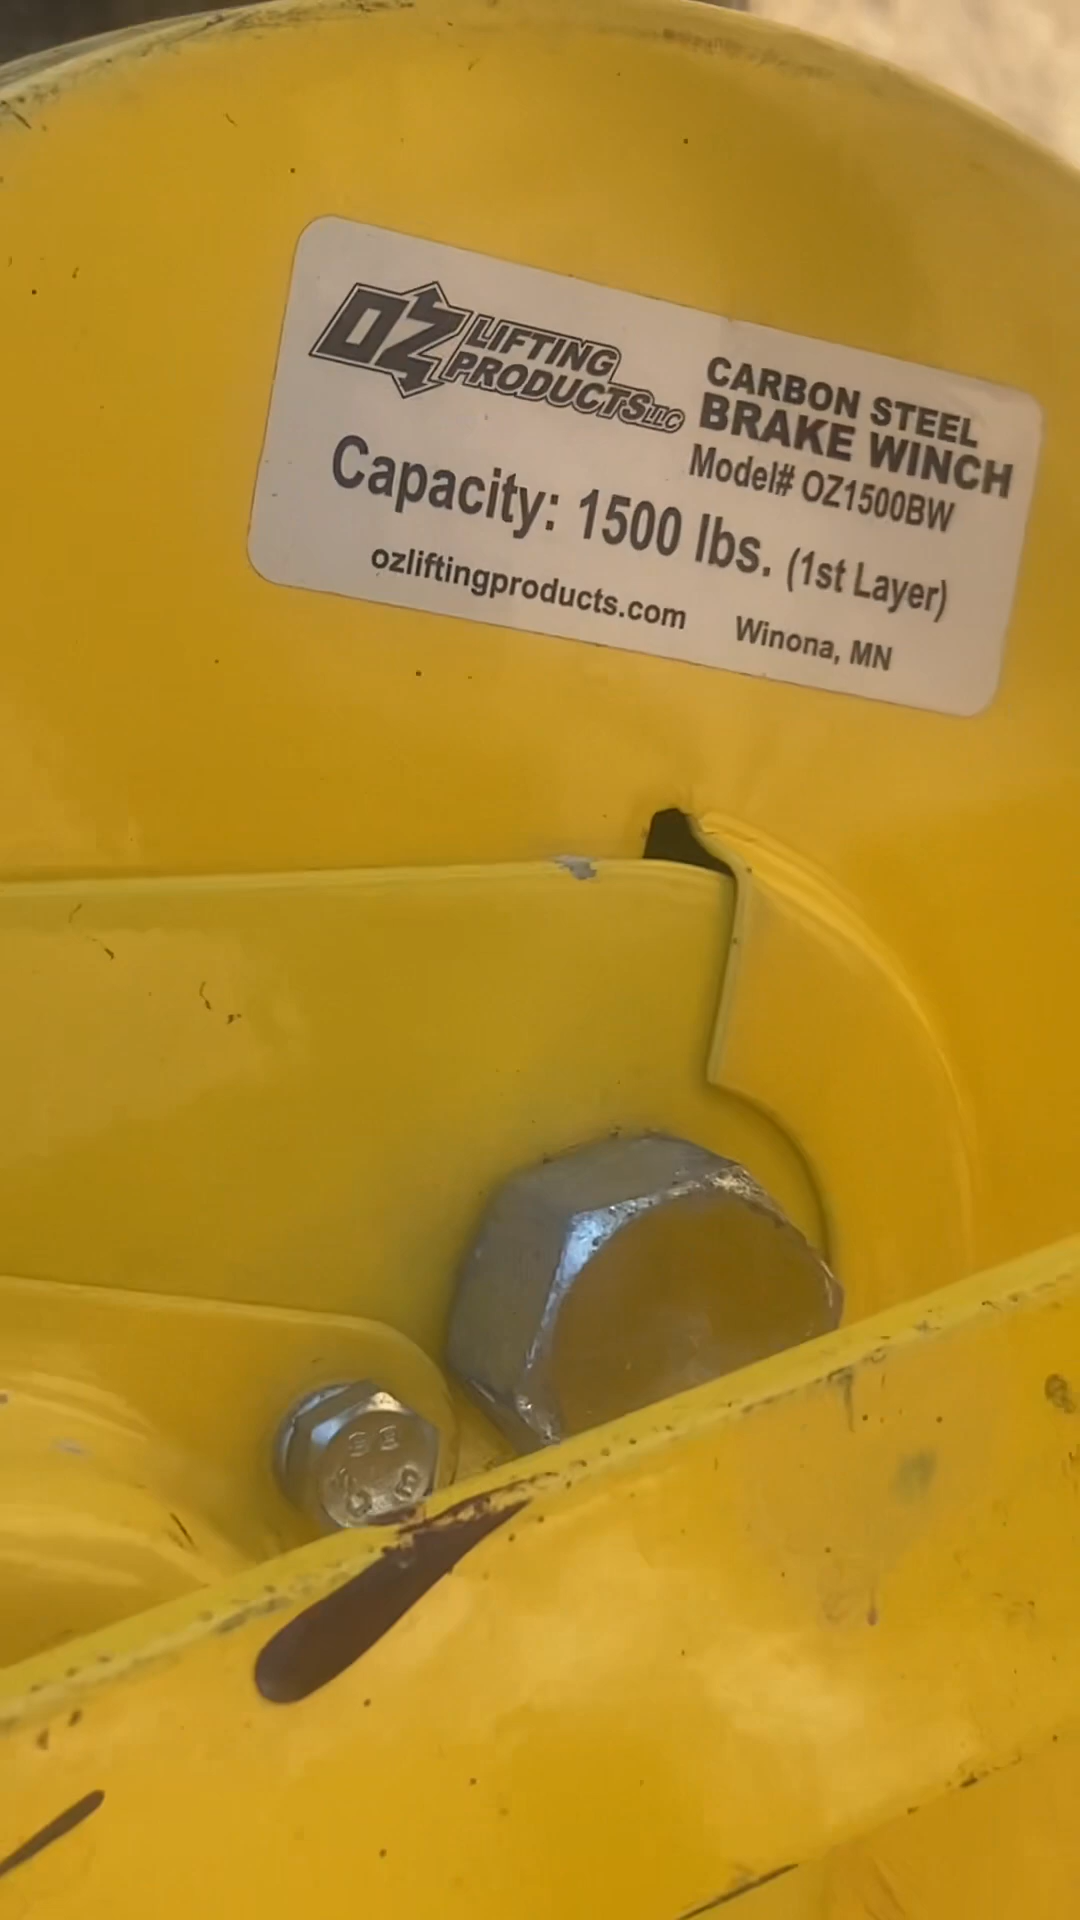 OZ LIFTING PRODUCTS LLC
CARBON STEEL
BRAKE WINCH
Model# OZ1500BW
Capacity: 1500 lbs. (1st Layer)
ozliftingproducts.com Winona, MN